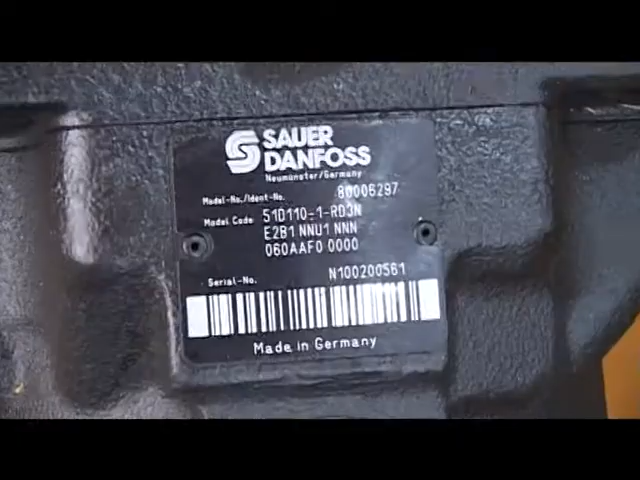 SAUER
DANFOSS
Neumünster/Germany
Model-No./Ident-No. 80006297
Model Code 51D110-1-RD3N
E2B1 NNU1 NNN
060AAF0 0000
Serial-No. N100200561
Made in Germany